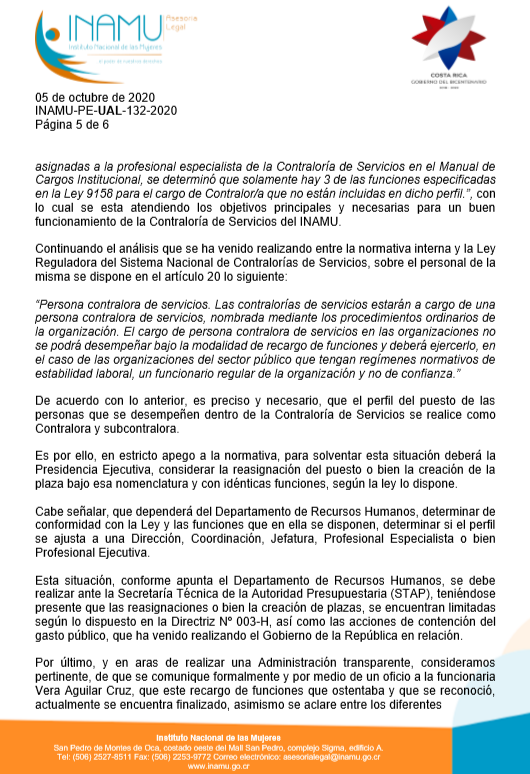 INAMU
Asesoría
Legal
Instituto Nacional de las Mujeres
COSTA RICA
GOBIERNO DEL BICENTENARIO
05 de octubre de 2020
INAMU-PE-UAL-132-2020
Página 5 de 6
asignadas a la profesional especialista de la Contraloría de Servicios en el Manual de
Cargos Institucional, se determinó que solamente hay 3 de las funciones especificadas
en la Ley 9158 para el cargo de Contralor/a que no están incluidas en dicho perfil.”, con
lo cual se esta atendiendo los objetivos principales y necesarias para un buen
funcionamiento de la Contraloría de Servicios del INAMU.
Continuando el análisis que se ha venido realizando entre la normativa interna y la Ley
Reguladora del Sistema Nacional de Contralorías de Servicios, sobre el personal de la
misma se dispone en el artículo 20 lo siguiente:
“Persona contralora de servicios. Las contralorías de servicios estarán a cargo de una
persona contralora de servicios, nombrada mediante los procedimientos ordinarios de
la organización. El cargo de persona contralora de servicios en las organizaciones no
se podrá desempeñar bajo la modalidad de recargo de funciones y deberá ejercerlo, en
el caso de las organizaciones del sector público que tengan regímenes normativos de
estabilidad laboral, un funcionario regular de la organización y no de confianza.”
De acuerdo con lo anterior, es preciso y necesario, que el perfil del puesto de las
personas que se desempeñen dentro de la Contraloría de Servicios se realice como
Contralora y subcontralora.
Es por ello, en estricto apego a la normativa, para solventar esta situación deberá la
Presidencia Ejecutiva, considerar la reasignación del puesto o bien la creación de la
plaza bajo esa nomenclatura y con idénticas funciones, según la ley lo dispone.
Cabe señalar, que dependerá del Departamento de Recursos Humanos, determinar de
conformidad con la Ley y las funciones que en ella se disponen, determinar si el perfil
se ajusta a una Dirección, Coordinación, Jefatura, Profesional Especialista o bien
Profesional Ejecutiva.
Esta situación, conforme apunta el Departamento de Recursos Humanos, se debe
realizar ante la Secretaría Técnica de la Autoridad Presupuestaria (STAP), teniéndose
presente que las reasignaciones o bien la creación de plazas, se encuentran limitadas
según lo dispuesto en la Directriz Nº 003-H, así como las acciones de contención del
gasto público, que ha venido realizando el Gobierno de la República en relación.
Por último, y en aras de realizar una Administración transparente, consideramos
pertinente, de que se comunique formalmente y por medio de un oficio a la funcionaria
Vera Aguilar Cruz, que este recargo de funciones que ostentaba y que se reconoció,
actualmente se encuentra finalizado, asimismo se aclare entre los diferentes
Instituto Nacional de las Mujeres
San Pedro de Montes de Oca, costado oeste del Mall San Pedro, complejo Sigma, edificio A.
Tel: (506) 2527-8511 Fax: (506) 2253-9772 Correo electrónico: asesorialegal@inamu.go.cr
www.inamu.go.cr